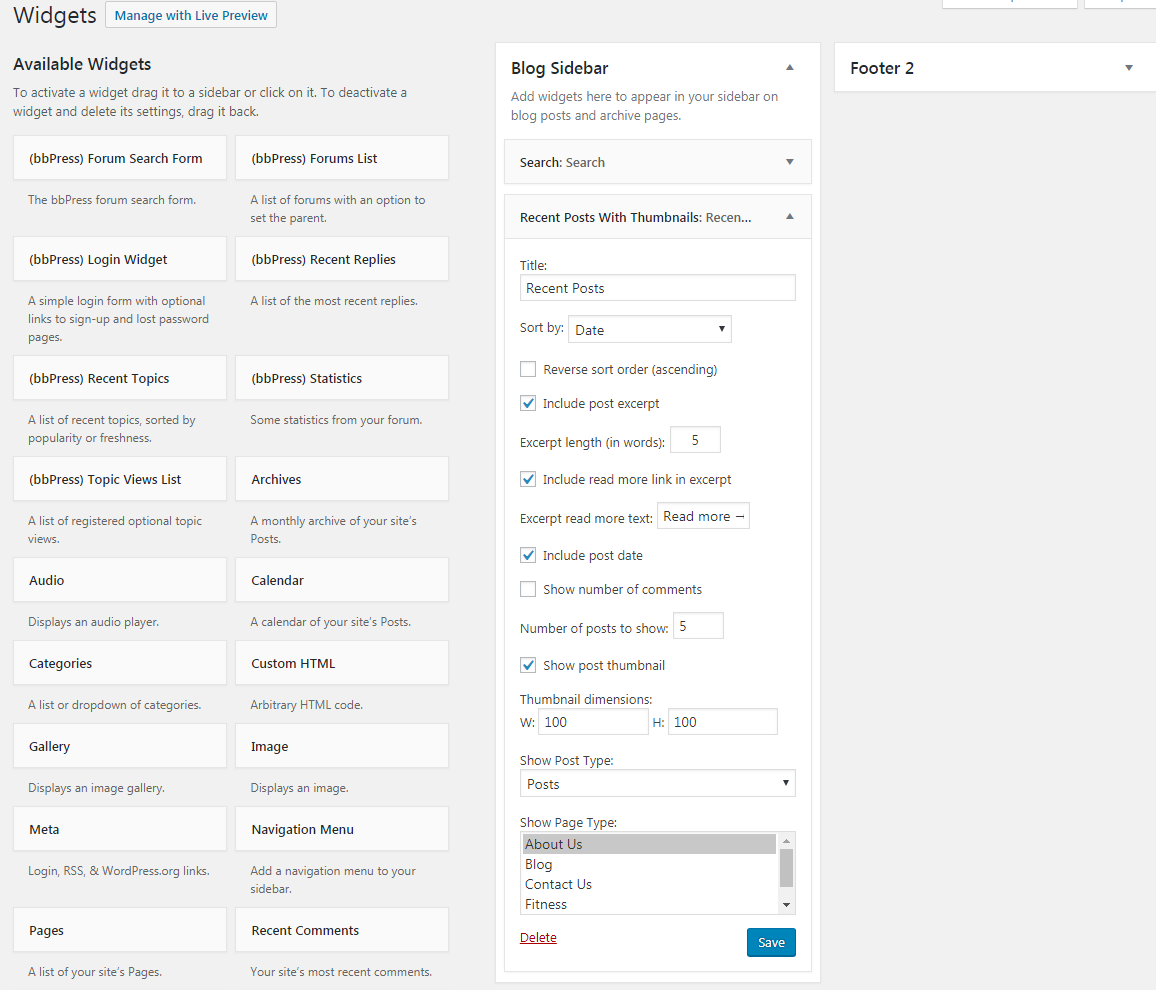 Widgets
Manage with Live Preview
Available Widgets
To activate a widget drag it to a sidebar or click on it. To deactivate a
widget and delete its settings, drag it back.
(bbPress) Forum Search Form
The bbPress forum search form.
(bbPress) Forums List
A list of forums with an option to
set the parent.
(bbPress) Login Widget
A simple login form with optional
links to sign-up and lost password
pages.
(bbPress) Recent Replies
A list of the most recent replies.
(bbPress) Recent Topics
A list of recent topics, sorted by
popularity or freshness.
(bbPress) Statistics
Some statistics from your forum.
(bbPress) Topic Views List
A list of registered optional topic
views.
Archives
A monthly archive of your site's
Posts.
Audio
Displays an audio player.
Calendar
A calendar of your site's Posts.
Categories
A list or dropdown of categories.
Custom HTML
Arbitrary HTML code.
Gallery
Displays an image gallery.
Image
Displays an image.
Meta
Login, RSS, & WordPress.org links.
Navigation Menu
Add a navigation menu to your
sidebar.
Pages
A list of your site's Pages.
Recent Comments
Your site's most recent comments.
Blog Sidebar
Add widgets here to appear in your sidebar on
blog posts and archive pages.
Search: Search
Recent Posts With Thumbnails: Recen...
Title:
Recent Posts
Sort by: Date
Reverse sort order (ascending)
Include post excerpt
Excerpt length (in words): 5
Include read more link in excerpt
Excerpt read more text: Read more →
Include post date
Show number of comments
Number of posts to show: 5
Show post thumbnail
Thumbnail dimensions:
W: 100 H: 100
Show Post Type:
Posts
Show Page Type:
About Us
Blog
Contact Us
Fitness
Delete
Save
Footer 2